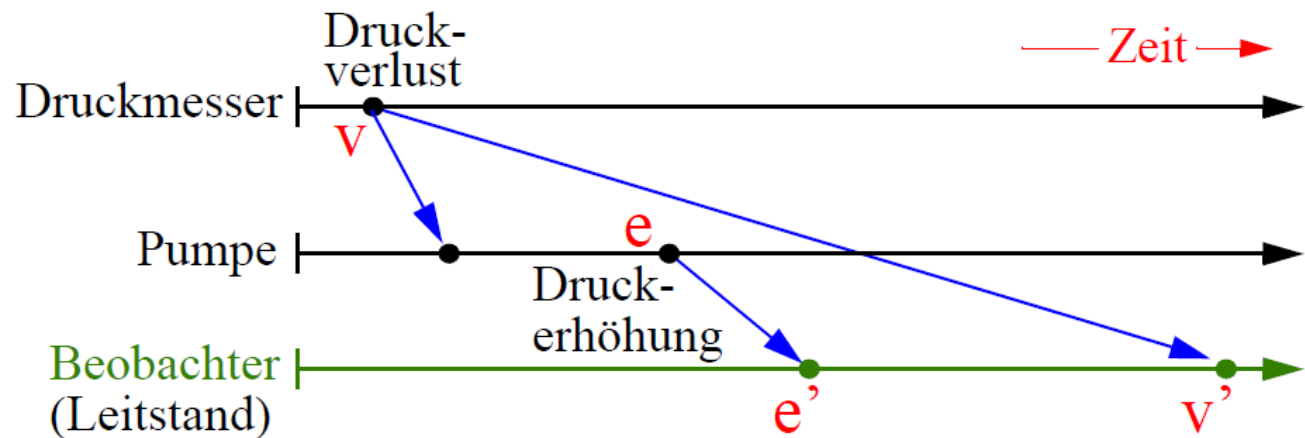 Druck-
verlust
Zeit
Druckmesser
v
Pumpe
e
Druck-
erhöhung
Beobachter
(Leitstand)
e’
v’